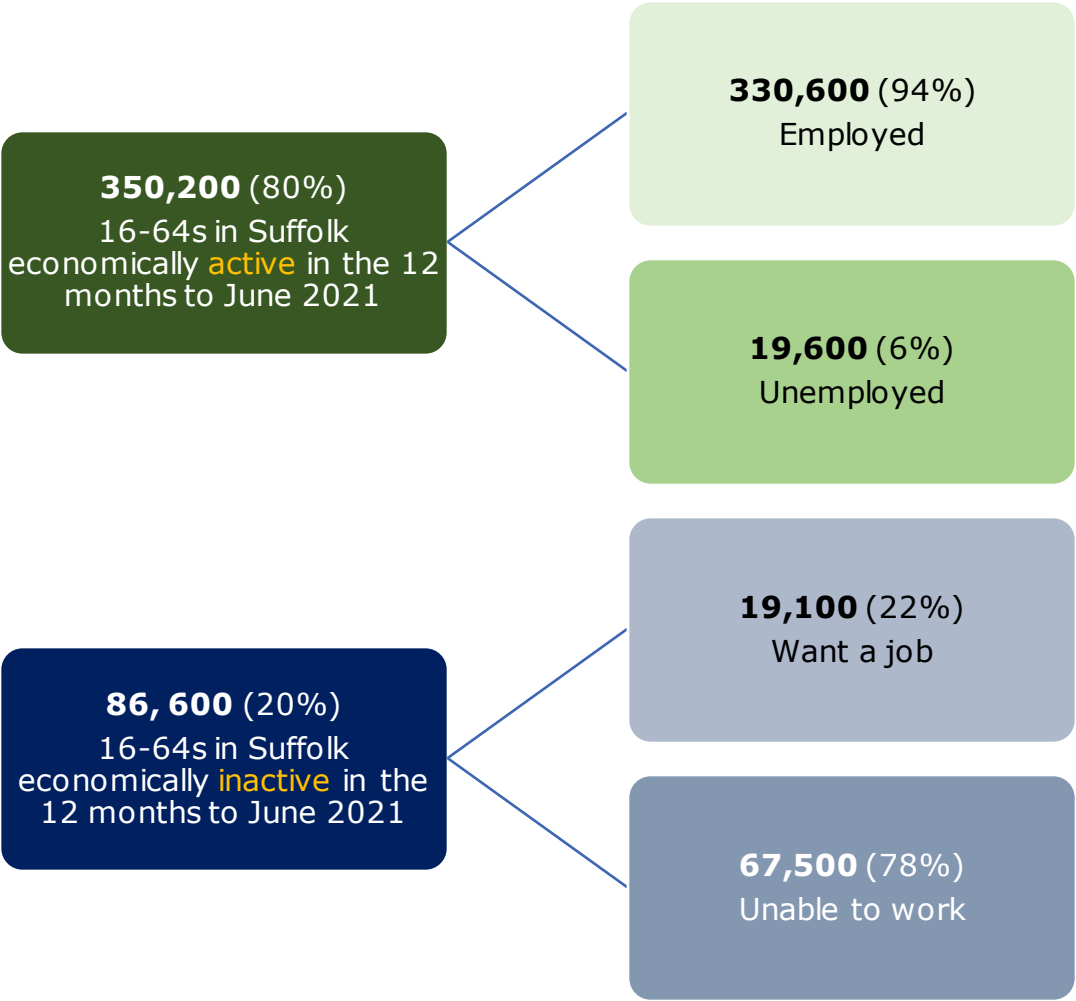 350,200 (80%)
16-64s in Suffolk
economically active in the 12
months to June 2021
330,600 (94%)
Employed
19,600 (6%)
Unemployed
86, 600 (20%)
16-64s in Suffolk
economically inactive in the
12 months to June 2021
19,100 (22%)
Want a job
67,500 (78%)
Unable to work